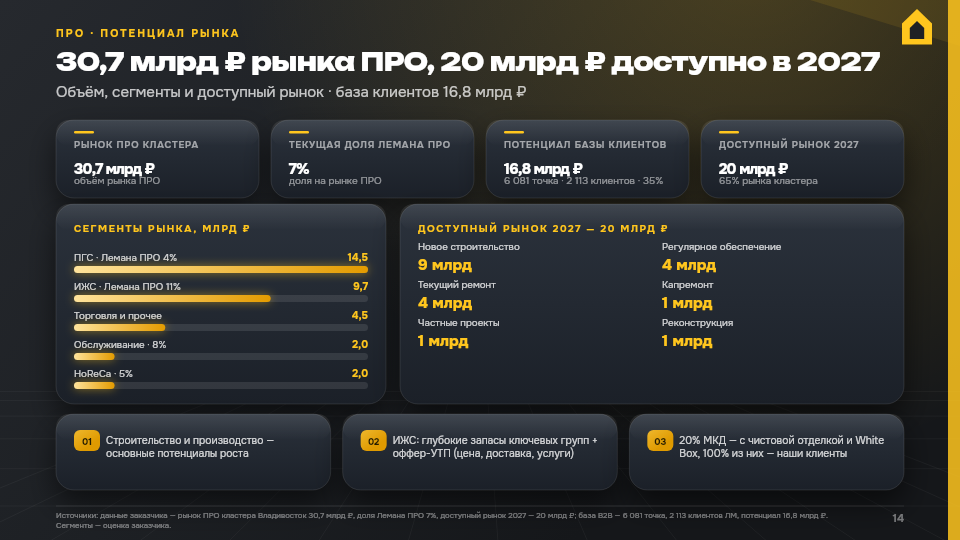 ПРО · ПОТЕНЦИАЛ РЫНКА
30,7 млрд ₽ рынка ПРО, 20 млрд ₽ доступно в 2027
Объём, сегменты и доступный рынок · база клиентов 16,8 млрд ₽
РЫНОК ПРО КЛАСТЕРА
30,7 млрд ₽
объём рынка ПРО
ТЕКУЩАЯ ДОЛЯ ЛЕМАНА ПРО
7%
доля на рынке ПРО
ПОТЕНЦИАЛ БАЗЫ КЛИЕНТОВ
16,8 млрд ₽
6 081 точка · 2 113 клиентов · 35%
ДОСТУПНЫЙ РЫНОК 2027
20 млрд ₽
65% рынка кластера
СЕГМЕНТЫ РЫНКА, МЛРД ₽
ПГС · Лемана ПРО 4% 14,5
ИЖС · Лемана ПРО 11% 9,7
Торговля и прочее 4,5
Обслуживание · 8% 2,0
HoReCa · 5% 2,0
ДОСТУПНЫЙ РЫНОК 2027 — 20 МЛРД ₽
Новое строительство
9 млрд
Регулярное обеспечение
4 млрд
Текущий ремонт
4 млрд
Капремонт
1 млрд
Частные проекты
1 млрд
Реконструкция
1 млрд
01 Строительство и производство —
основные потенциалы роста
02 ИЖС: глубокие запасы ключевых групп +
оффер-УТП (цена, доставка, услуги)
03 20% МКД — с чистовой отделкой и White
Box, 100% из них — наши клиенты
Источники: данные заказчика — рынок ПРО кластера Владивосток 30,7 млрд ₽, доля Лемана ПРО 7%, доступный рынок 2027 — 20 млрд ₽; база B2B — 6 081 точка, 2 113 клиентов ЛМ, потенциал 16,8 млрд ₽.
Сегменты — оценка заказчика.
14